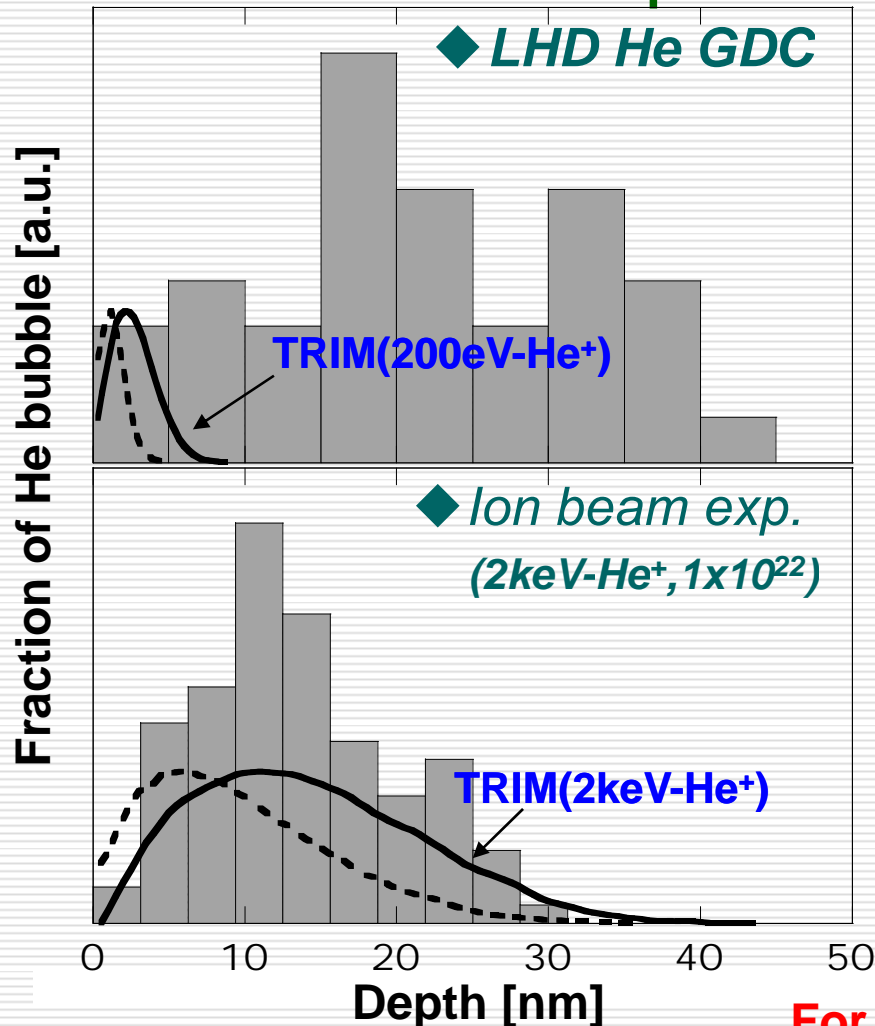 ◆ LHD He GDC
TRIM(200eV-He⁺)
◆ Ion beam exp.
(2keV-He⁺,1x10²²)
TRIM(2keV-He⁺)
Fraction of He bubble [a.u.]
0 10 20 30 40 50
Depth [nm]
For